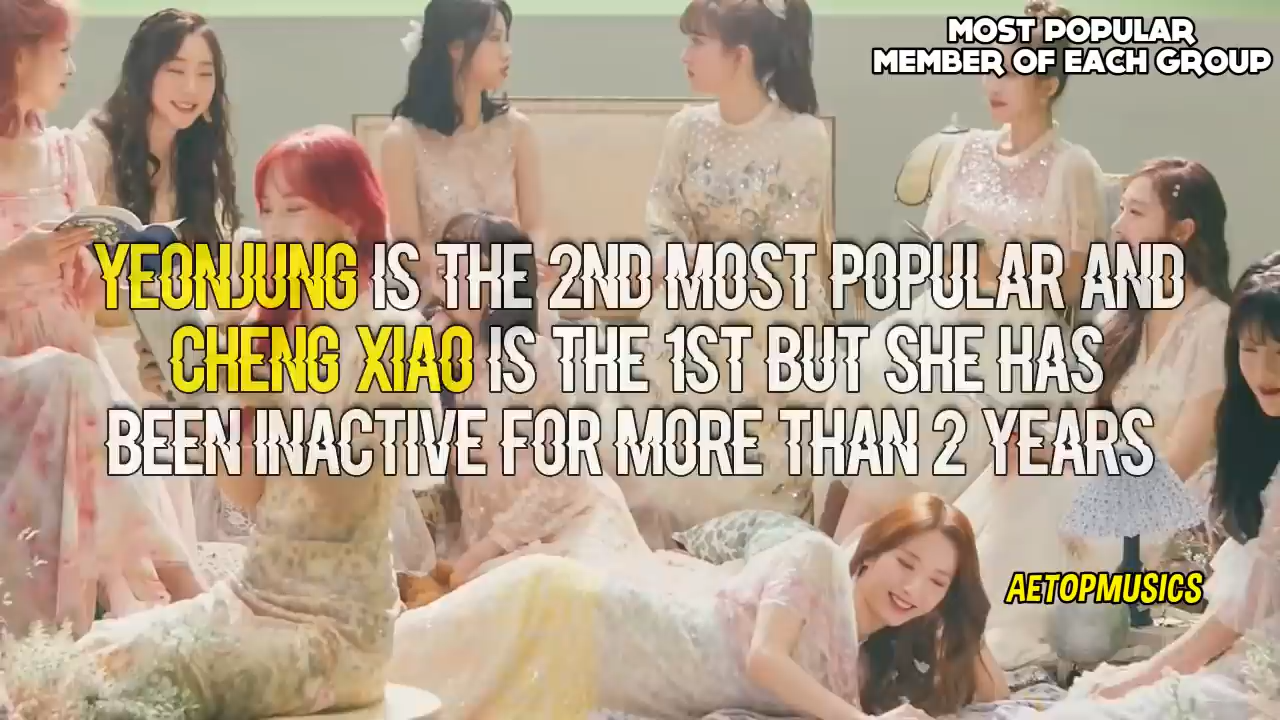 MOST POPULAR
MEMBER OF EACH GROUP
YEONJUNG IS THE 2ND MOST POPULAR AND
CHENG XIAO IS THE 1ST BUT SHE HAS
BEEN INACTIVE FOR MORE THAN 2 YEARS
AETOPMUSICS